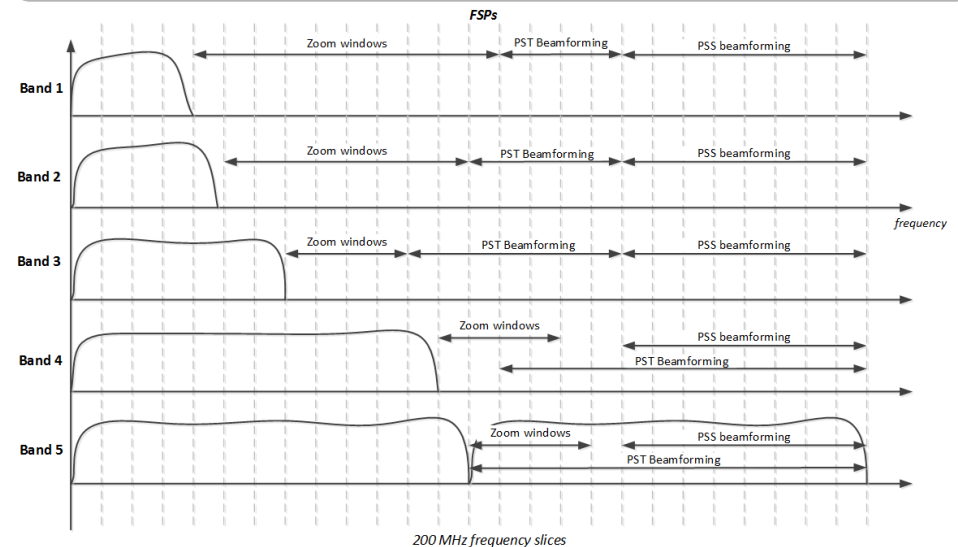 FSPs
Zoom windows
PST Beamforming
PSS beamforming
Band 1
Zoom windows
PST Beamforming
PSS beamforming
Band 2
frequency
Zoom windows
PST Beamforming
PSS beamforming
Band 3
Zoom windows
PSS beamforming
Band 4
PST Beamforming
Zoom windows
PSS beamforming
Band 5
PST Beamforming
200 MHz frequency slices